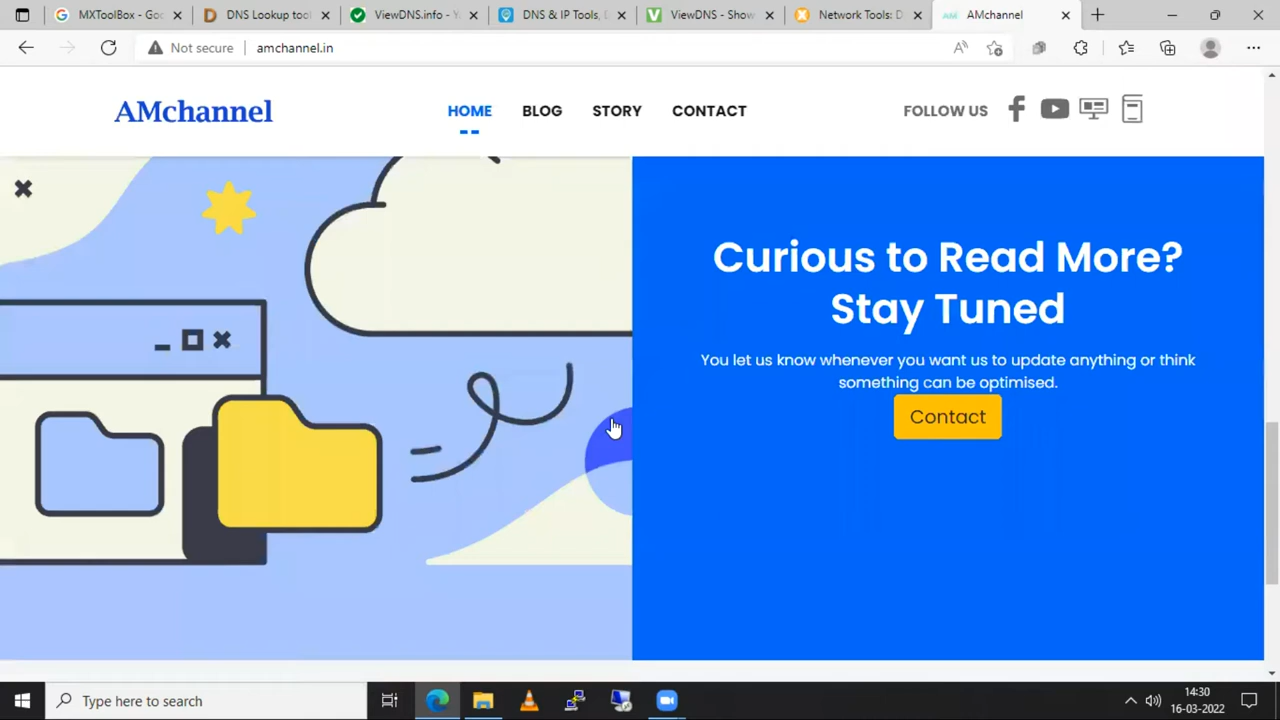 MXToolBox - Goo
DNS Lookup tool
ViewDNS.info - Yo
DNS & IP Tools, D
ViewDNS - Show
Network Tools: D
AMchannel
Not secure
amchannel.in
AMchannel
HOME
BLOG
STORY
CONTACT
FOLLOW US
Curious to Read More?
Stay Tuned
You let us know whenever you want us to update anything or think
something can be optimised.
Contact
Type here to search
14:30
16-03-2022